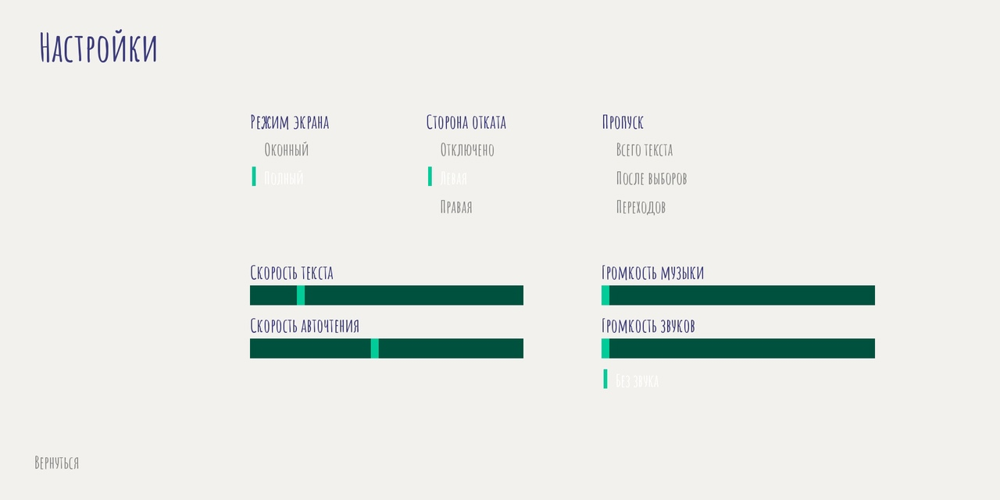 Настройки
Режим экрана
Оконный
Полный
Сторона отката
Отключено
Левая
Правая
Пропуск
Всего текста
После выборов
Переходов
Скорость текста
Скорость авточтения
Громкость музыки
Громкость звуков
Без звука
Вернуться